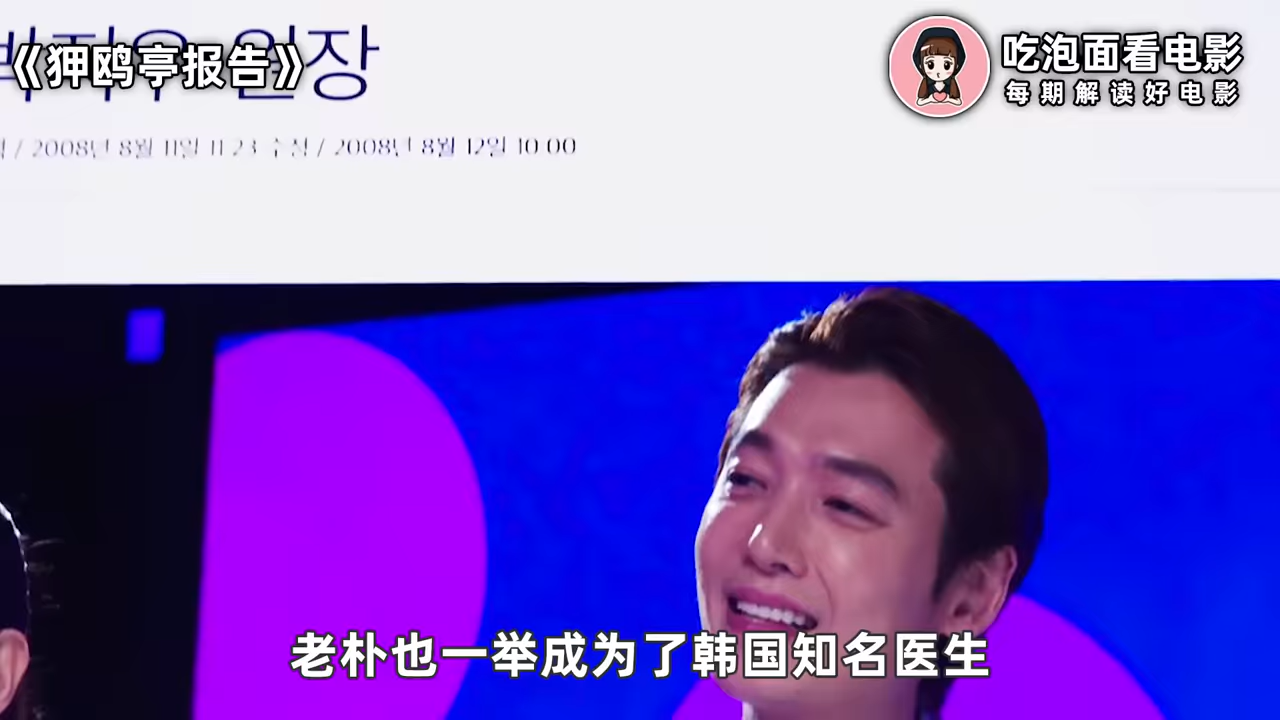 《狎鸥亭报告》
원장
吃泡面看电影
每期解读好电影
/ 2008년 8월 11일 11:23 수정 / 2008년 8월 12일 10:00
老朴也一举成为了韩国知名医生